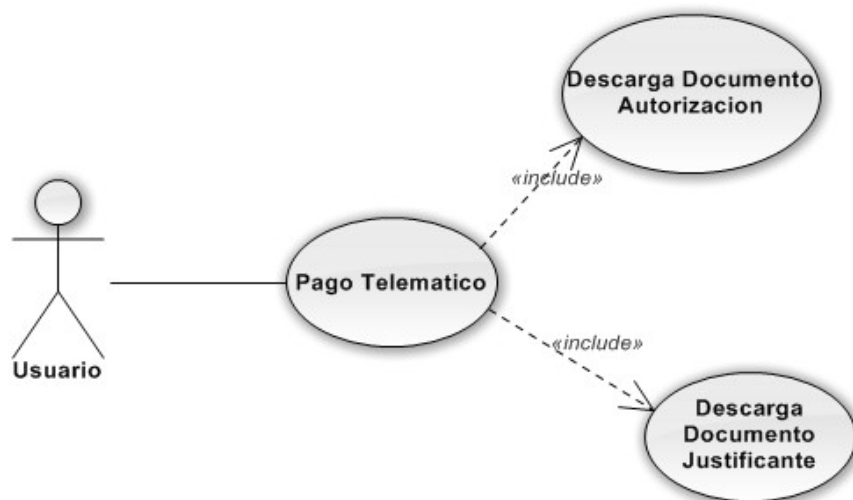 Descarga Documento
Autorizacion
«include»
Pago Telematico
«include»
Usuario
Descarga
Documento
Justificante